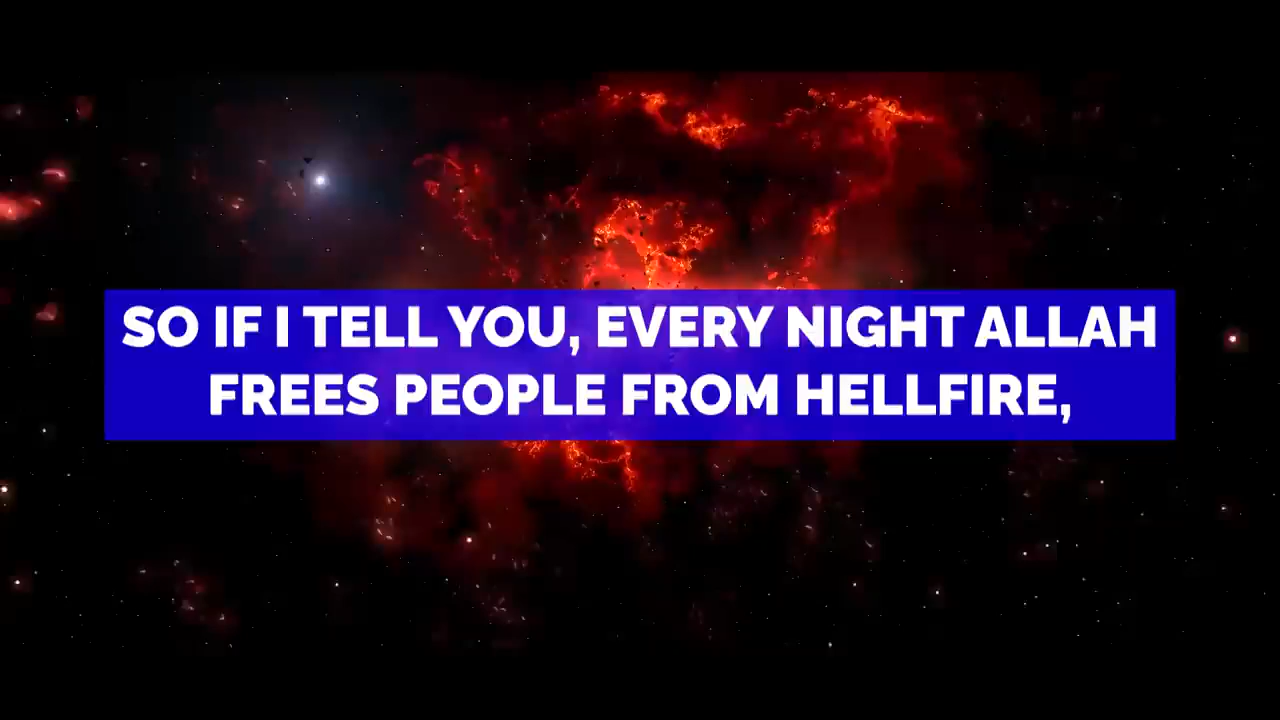 SO IF I TELL YOU, EVERY NIGHT ALLAH
FREES PEOPLE FROM HELLFIRE,